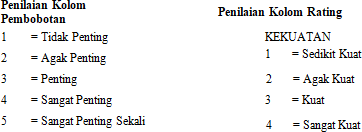 Penilaian Kolom
Pembobotan
1 = Tidak Penting
2 = Agak Penting
3 = Penting
4 = Sangat Penting
5 = Sangat Penting Sekali
Penilaian Kolom Rating
KEKUATAN
1 = Sedikit Kuat
2 = Agak Kuat
3 = Kuat
4 = Sangat Kuat